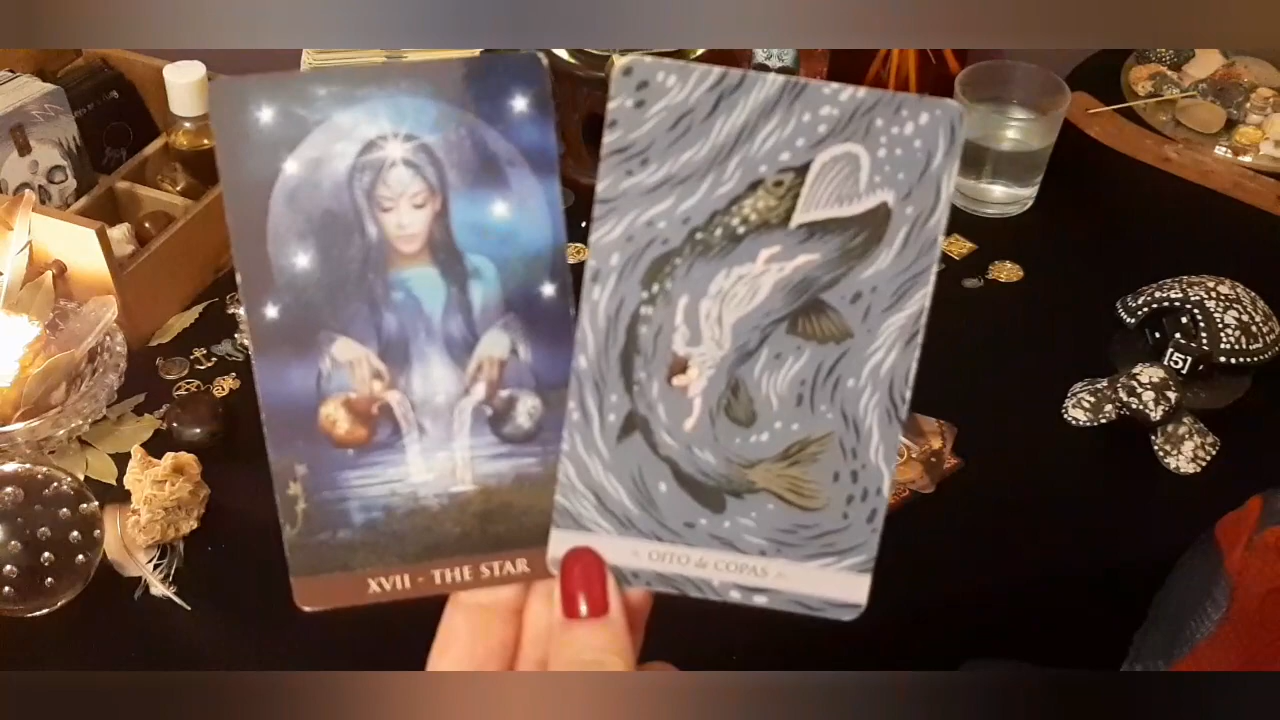 XVII - THE STAR
OITO de COPAS
[5]